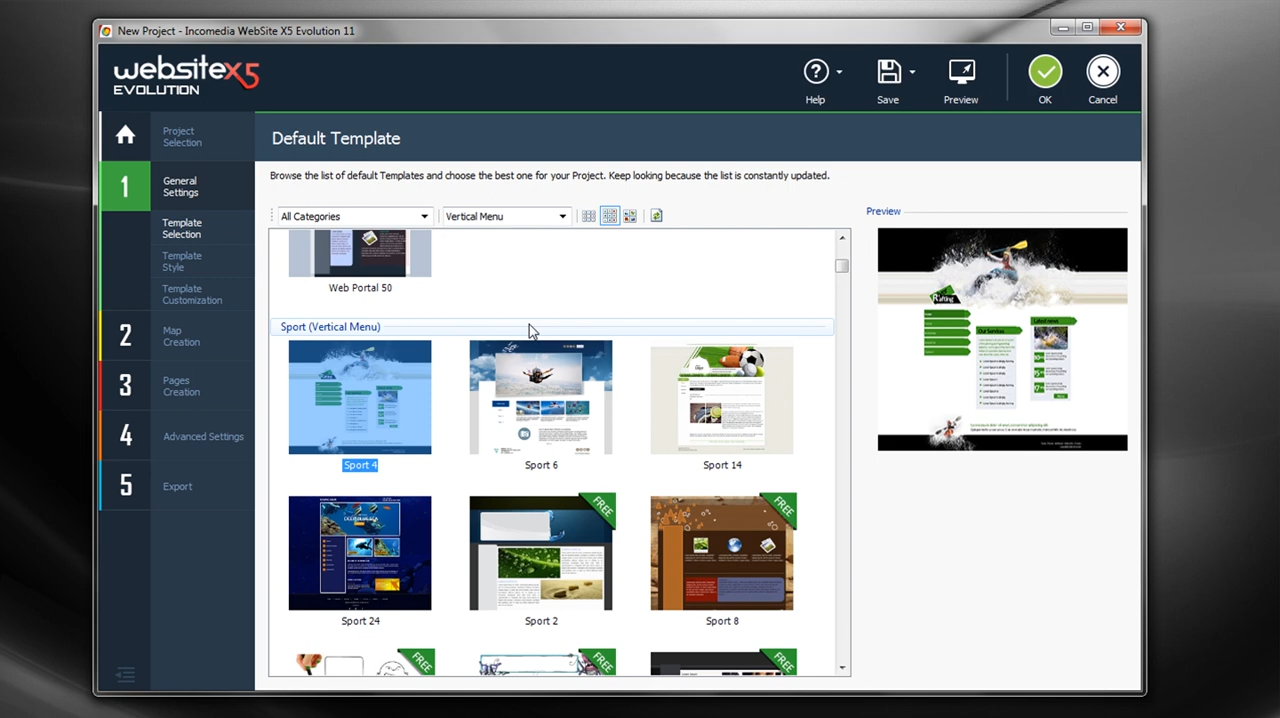 New Project - Incomedia WebSite X5 Evolution 11
websiteX5
EVOLUTION
Help
Save
Preview
OK
Cancel
Project
Selection
1
General
Settings
Template
Selection
Template
Style
Template
Customization
2
Map
Creation
3
Pages
Creation
4
Advanced Settings
5
Export
Default Template
Browse the list of default Templates and choose the best one for your Project. Keep looking because the list is constantly updated.
All Categories
Vertical Menu
Web Portal 50
Sport (Vertical Menu)
Sport 4
Sport 6
Sport 14
FREE
FREE
Sport 24
Sport 2
Sport 8
FREE
FREE
FREE
Preview
Rafting
Our Services
Latest news